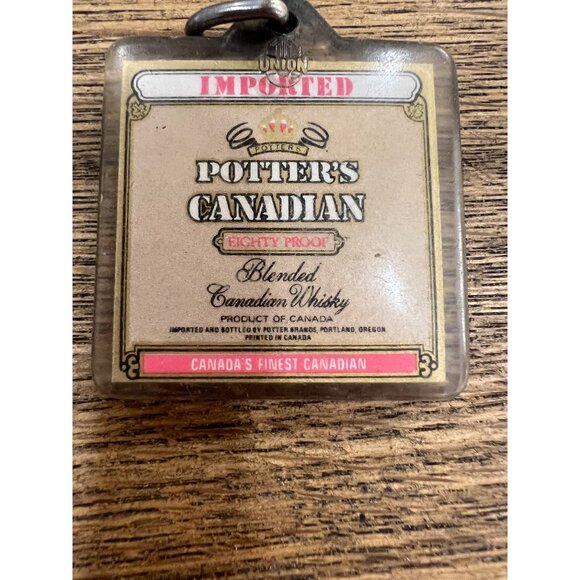 UNION
IMPORTED
POTTER'S
POTTER'S
CANADIAN
EIGHTY PROOF
Blended
Canadian Whisky
PRODUCT OF CANADA
IMPORTED AND BOTTLED BY POTTER BRANDS, PORTLAND, OREGON
PRINTED IN CANADA
CANADA'S FINEST CANADIAN